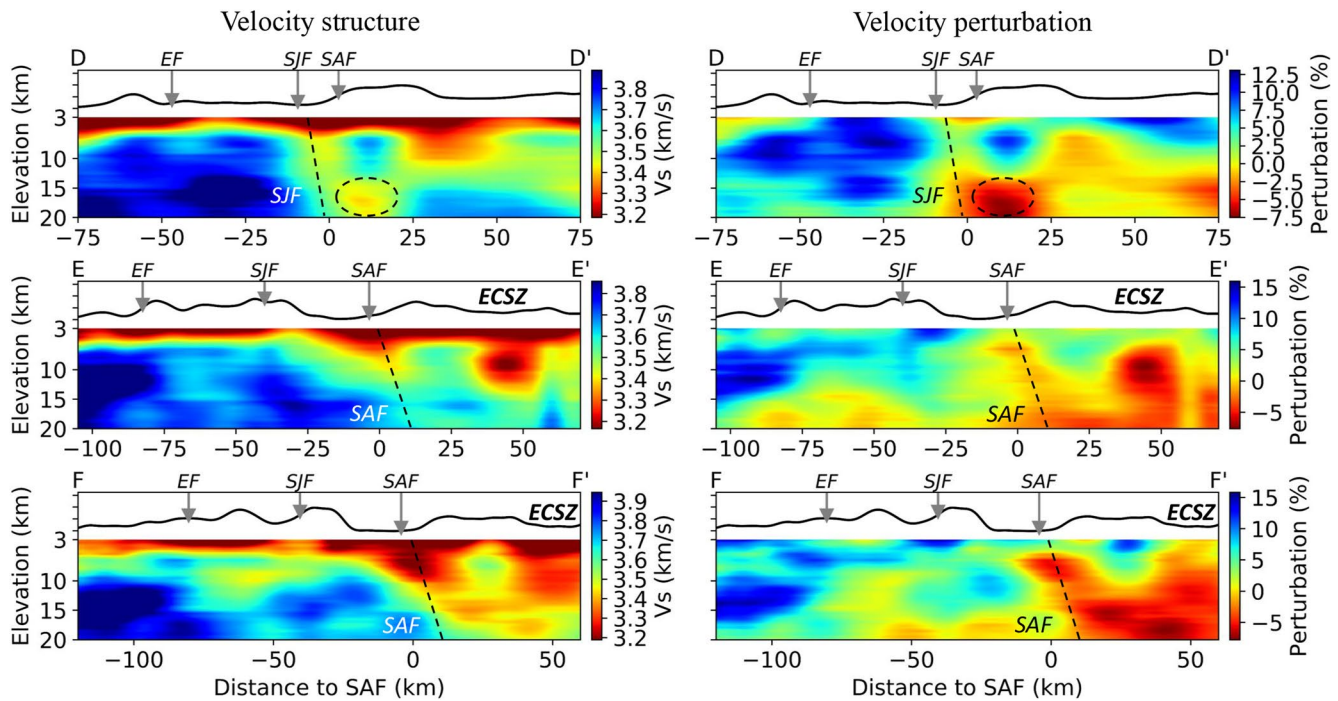 Velocity structure
Velocity perturbation
D EF SJF SAF D'
D EF SJF SAF D'
Elevation (km)
3
10
15
20
SJF
−75 −50 −25 0 25 50 75
3.8
3.7
3.6
3.5
3.4
3.3
3.2
Vs (km/s)
SJF
−75 −50 −25 0 25 50 75
12.5
10.0
7.5
5.0
2.5
0.0
−2.5
−5.0
−7.5
Perturbation (%)
E EF SJF SAF E'
ECSZ
E EF SJF SAF E'
ECSZ
Elevation (km)
3
10
15
20
SAF
−100 −75 −50 −25 0 25 50
3.8
3.7
3.6
3.5
3.4
3.3
3.2
Vs (km/s)
SAF
−100 −75 −50 −25 0 25 50
15
10
5
0
−5
Perturbation (%)
F EF SJF SAF F'
ECSZ
F EF SJF SAF F'
ECSZ
Elevation (km)
3
10
15
20
SAF
−100 −50 0 50
Distance to SAF (km)
3.9
3.8
3.7
3.6
3.5
3.4
3.3
3.2
Vs (km/s)
SAF
−100 −50 0 50
Distance to SAF (km)
15
10
5
0
−5
Perturbation (%)